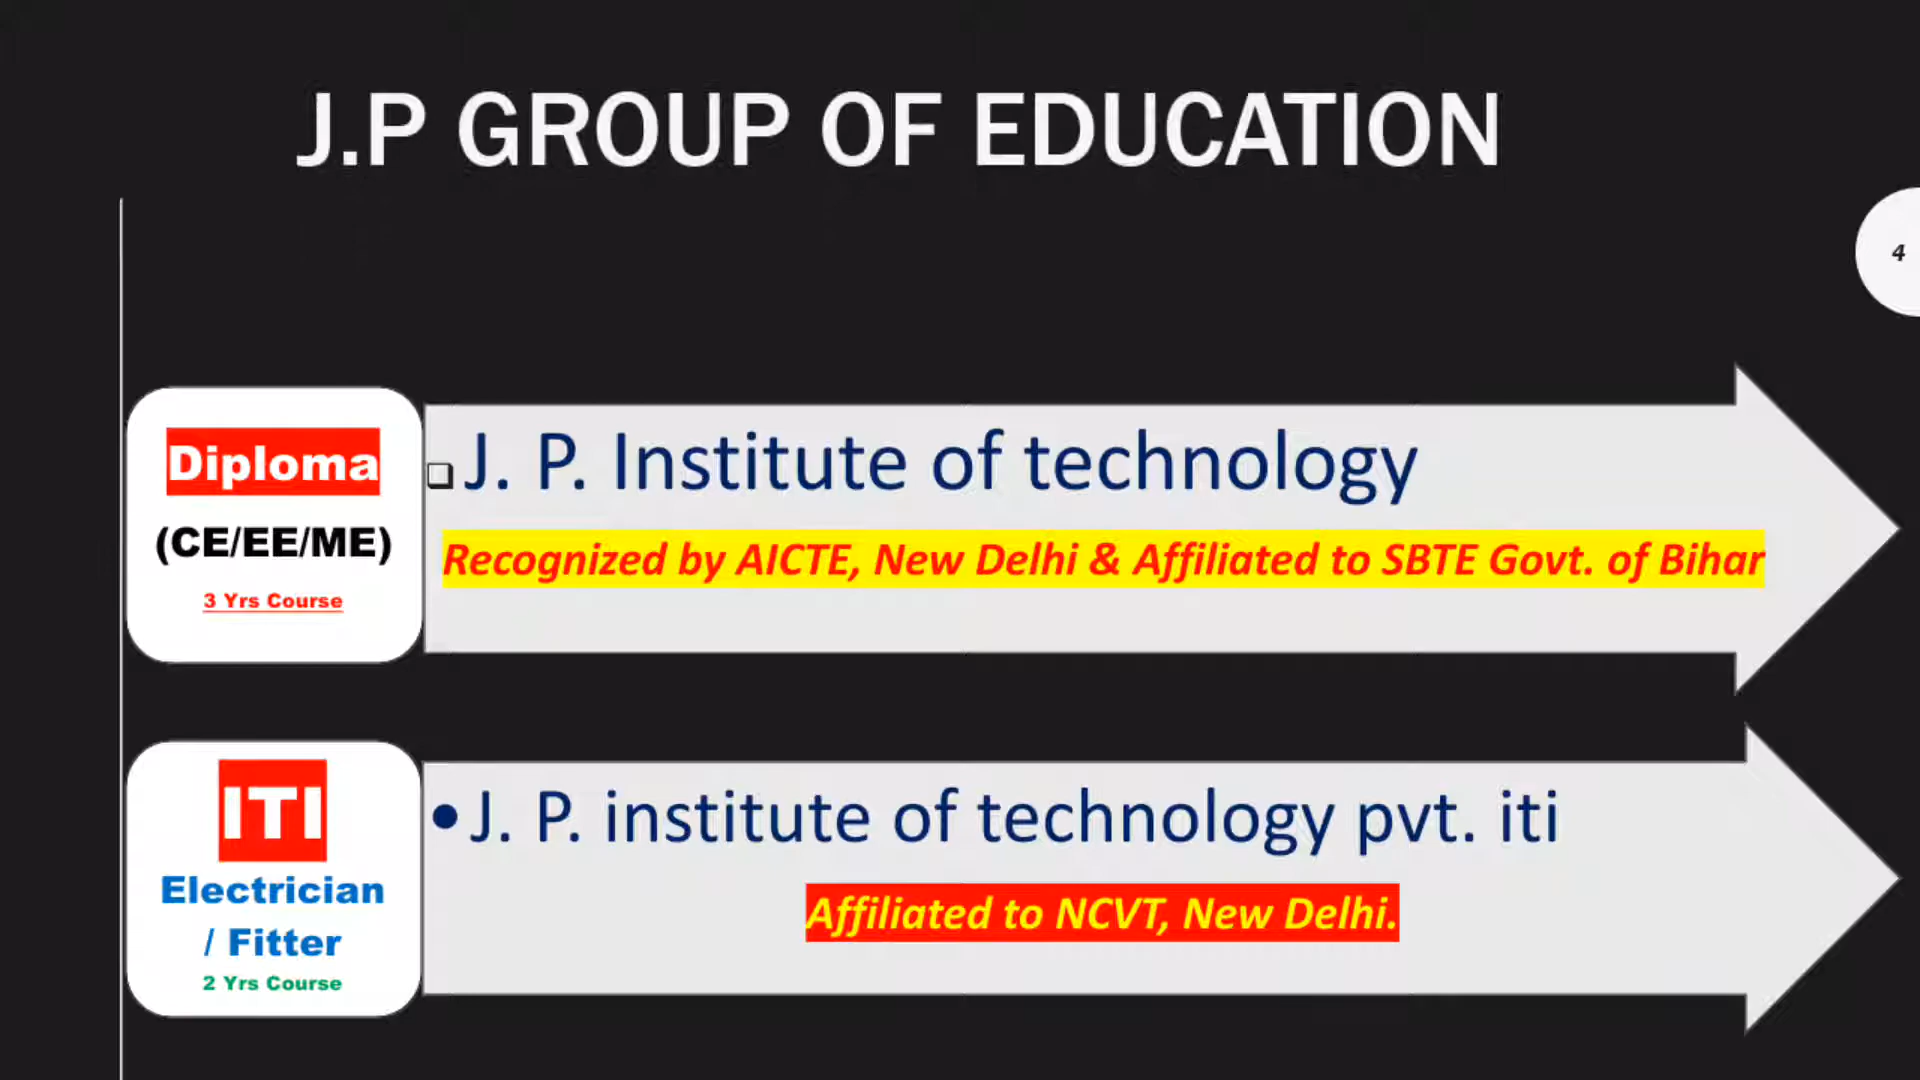 J.P GROUP OF EDUCATION
4
Diploma
(CE/EE/ME)
3 Yrs Course
J. P. Institute of technology
Recognized by AICTE, New Delhi & Affiliated to SBTE Govt. of Bihar
ITI
Electrician
/ Fitter
2 Yrs Course
•J. P. institute of technology pvt. iti
Affiliated to NCVT, New Delhi.